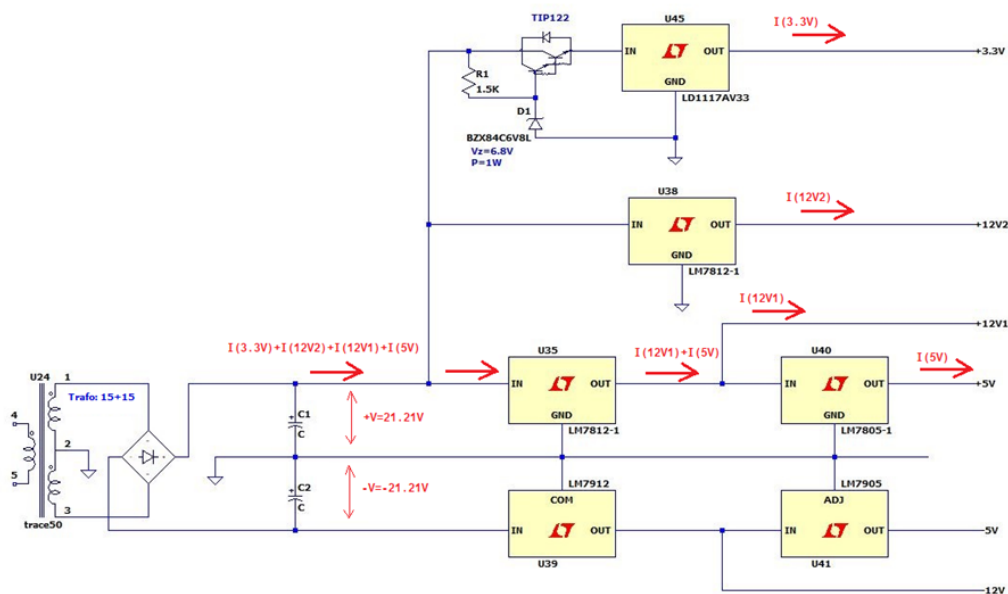 TIP122
U45
I(3.3V)
IN
OUT
GND
+3.3V
R1
1.5K
LD1117AV33
D1
BZX84C6V8L
Vz=6.8V
P=1W
U38
I(12V2)
IN
OUT
GND
+12V2
LM7812-1
I(12V1)
+12V1
I(3.3V)+I(12V2)+I(12V1)+I(5V)
U35
I(12V1)+I(5V)
U40
I(5V)
U24
1
IN
OUT
IN
OUT
+5V
Trafo: 15+15
4
C1
C
+V=21.21V
GND
GND
LM7812-1
LM7805-1
2
5
C2
C
-V=-21.21V
LM7912
LM7905
COM
ADJ
3
trace50
IN
OUT
IN
OUT
-5V
U39
U41
-12V